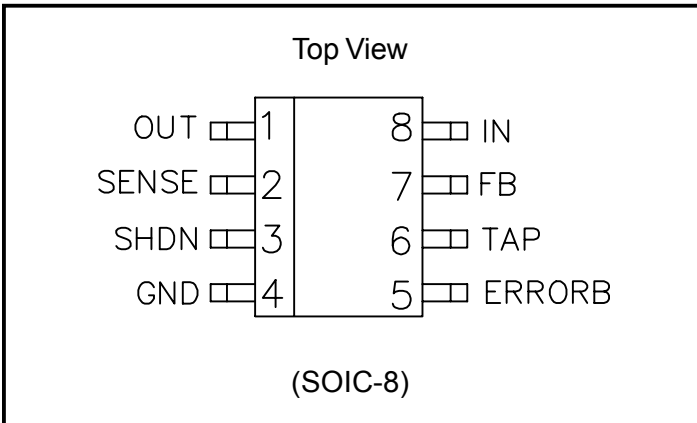 Top View
OUT 1 8 IN
SENSE 2 7 FB
SHDN 3 6 TAP
GND 4 5 ERRORB
(SOIC-8)